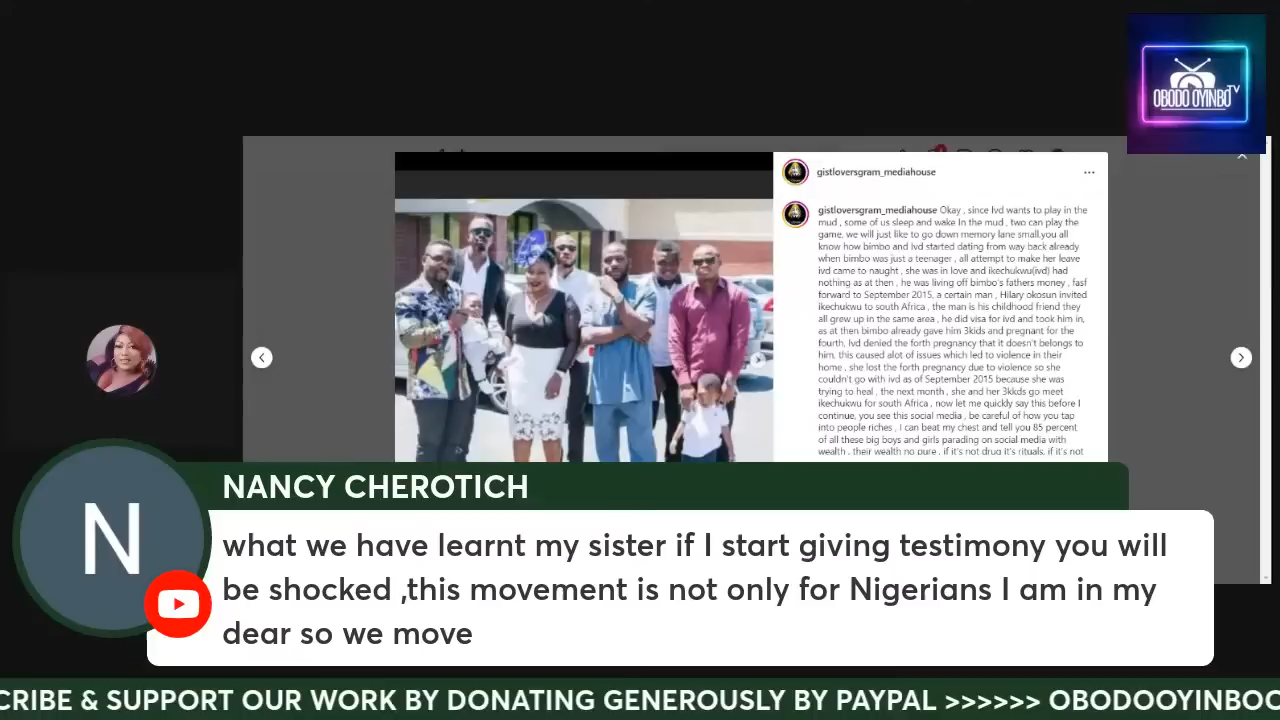 OBODO OYINBO TV
gistloversgram_mediahouse
gistloversgram_mediahouse Okay , since lvd wants to play in the
mud , some of us sleep and wake In the mud , two can play the
game, we will just like to go down memory lane small,you all
know how bimbo and lvd started dating from way back already
when bimbo was just a teenager , all attempt to make her leave
ivd came to naught , she was in love and ikechukwu(ivd) had
nothing as at then , he was living off bimbo's fathers money , fasf
forward to September 2015, a certain man , Hilary okosun invited
ikechukwu to south Africa , the man is his childhood friend they
all grew up in the same area , he did visa for ivd and took him in,
as at then bimbo already gave him 3kids and pregnant for the
fourth, lvd denied the forth pregnancy that it doesn't belongs to
him, this caused alot of issues which led to violence in their
home , she lost the forth pregnancy due to violence so she
couldn't go with ivd as of September 2015 because she was
trying to heal , the next month , she and her 3kkds go meet
ikechukwu for south Africa , now let me quickly say this before I
continue, you see this social media , be careful of how you tap
into people riches , I can beat my chest and tell you 85 percent
of all these big boys and girls parading on social media with
wealth , their wealth no pure , if it's not drug it's rituals, if it's not
N
NANCY CHEROTICH
what we have learnt my sister if I start giving testimony you will
be shocked ,this movement is not only for Nigerians I am in my
dear so we move
CRIBE & SUPPORT OUR WORK BY DONATING GENEROUSLY BY PAYPAL >>>>>> OBODOOYINBO